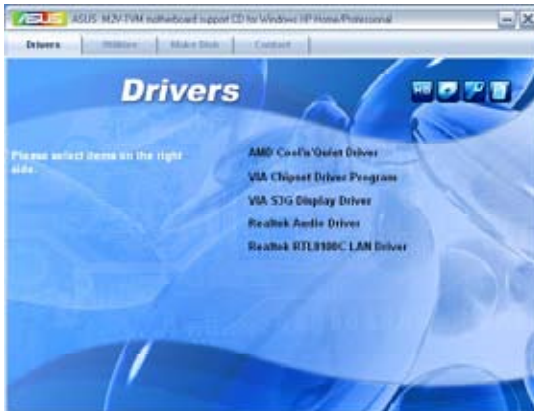 ASUS ASUS M2V-TVM motherboard support CD for Windows XP Home/Professional
Drivers Utilities Make Disk Contact
Drivers
Please select items on the right side.
AMD Cool'n'Quiet Driver
VIA Chipset Driver Program
VIA S3G Display Driver
Realtek Audio Driver
Realtek RTL8100C LAN Driver